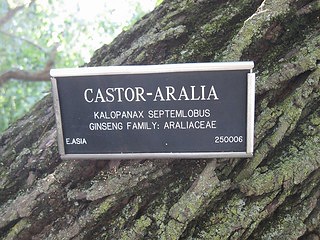 CASTOR-ARALIA
KALOPANAX SEPTEMLOBUS
GINSENG FAMILY: ARALIACEAE
E.ASIA 250006